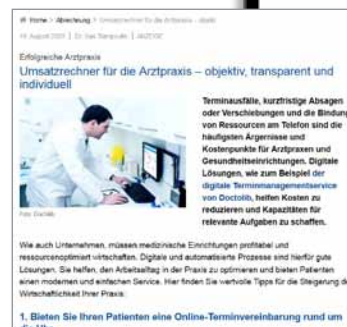 Home > Abrechnung > Umsatzrechner für die Arztpraxis – objekt
ANZEIGE
Erfolgreiche Arztpraxis
Umsatzrechner für die Arztpraxis – objektiv, transparent und
individuell
Terminausfälle, kurzfristige Absagen
oder Verschiebungen und die Bindung
von Ressourcen am Telefon sind die
häufigsten Ärgernisse und
Kostenpunkte für Arztpraxen und
Gesundheitseinrichtungen. Digitale
Lösungen, wie zum Beispiel der
digitale Terminmanagementservice
von Doctolib, helfen Kosten zu
reduzieren und Kapazitäten für
relevante Aufgaben zu schaffen.
Foto: Doctolib
Wie auch Unternehmen, müssen medizinische Einrichtungen profitabel und
ressourcenoptimiert wirtschaften. Digitale und automatisierte Prozesse sind hierfür gute
Lösungen. Sie helfen, den Arbeitsalltag in der Praxis zu optimieren und bieten Patienten
einen modernen und einfachen Service. Hier finden Sie wertvolle Tipps für die Steigerung de
Wirtschaftlichkeit Ihrer Praxis.
1. Bieten Sie Ihren Patienten eine Online-Terminvereinbarung rund um